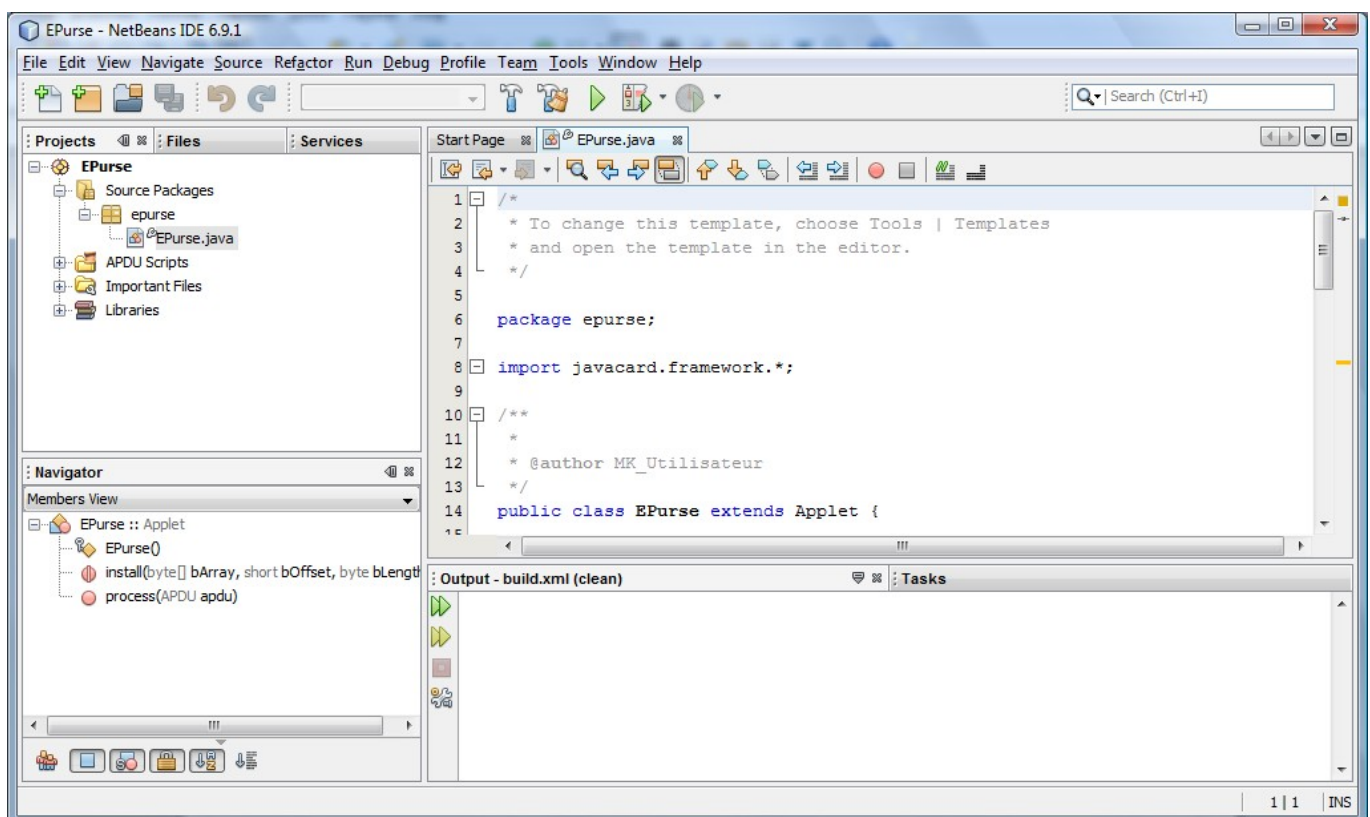 EPurse - NetBeans IDE 6.9.1
File Edit View Navigate Source Refactor Run Debug Profile Team Tools Window Help
Search (Ctrl+I)
Projects Files Services
EPurse
Source Packages
epurse
EPurse.java
APDU Scripts
Important Files
Libraries
Navigator
Members View
EPurse :: Applet
EPurse()
install(byte[] bArray, short bOffset, byte bLength
process(APDU apdu)
Start Page EPurse.java
1 /*
2 * To change this template, choose Tools | Templates
3 * and open the template in the editor.
4 */
5
6 package epurse;
7
8 import javacard.framework.*;
9
10 /**
11 *
12 * @author MK_Utilisateur
13 */
14 public class EPurse extends Applet {
15
Output - build.xml (clean) Tasks
1 | 1 INS